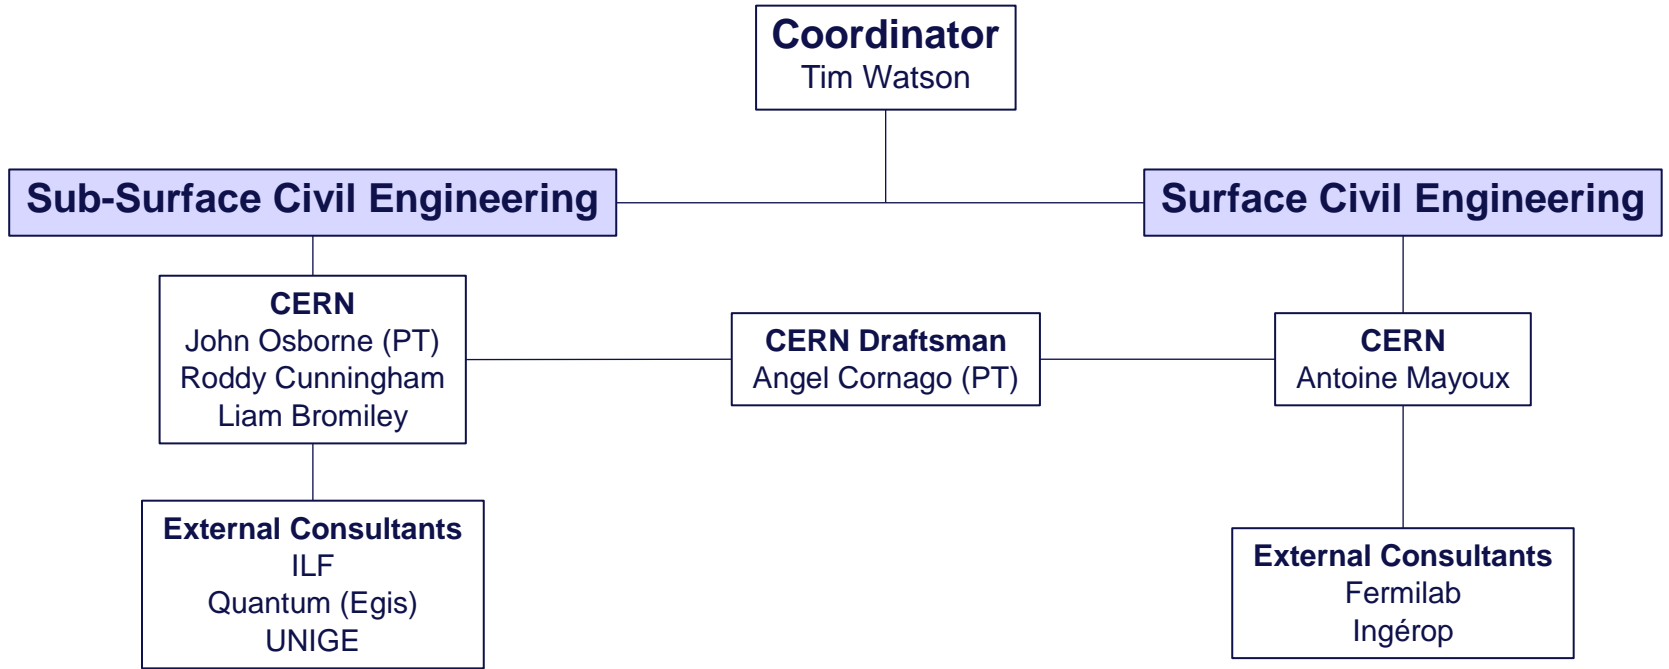 Coordinator
Tim Watson
Sub-Surface Civil Engineering
Surface Civil Engineering
CERN
John Osborne (PT)
Roddy Cunningham
Liam Bromiley
CERN Draftsman
Angel Cornago (PT)
CERN
Antoine Mayoux
External Consultants
ILF
Quantum (Egis)
UNIGE
External Consultants
Fermilab
Ingérop